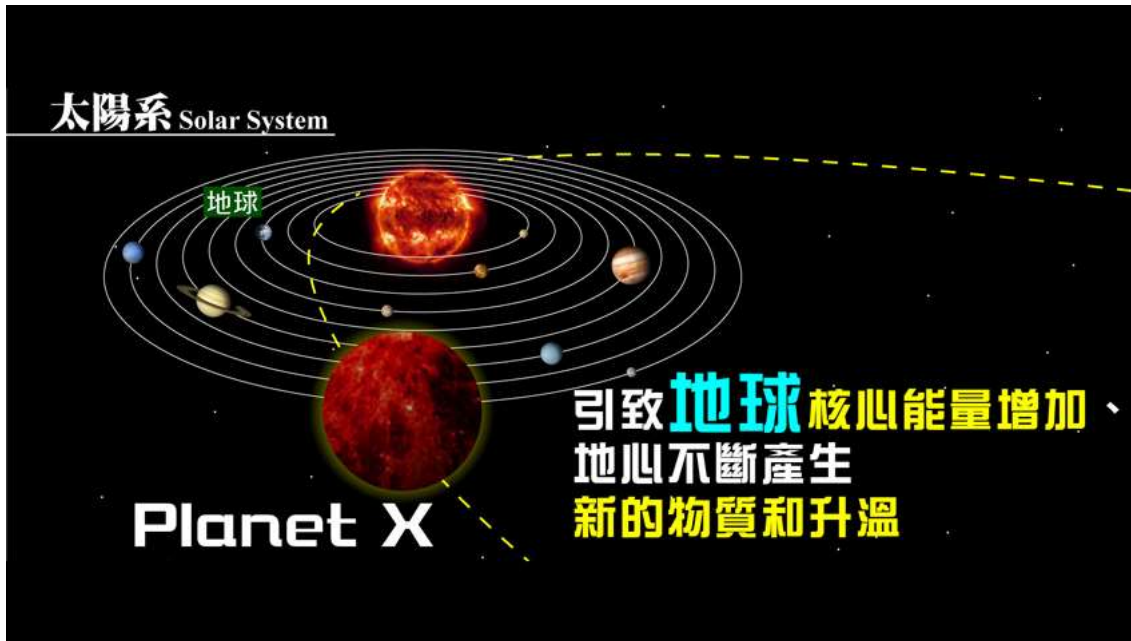 太陽系 Solar System
地球
引致地球核心能量增加、
地心不斷產生
新的物質和升溫
Planet X